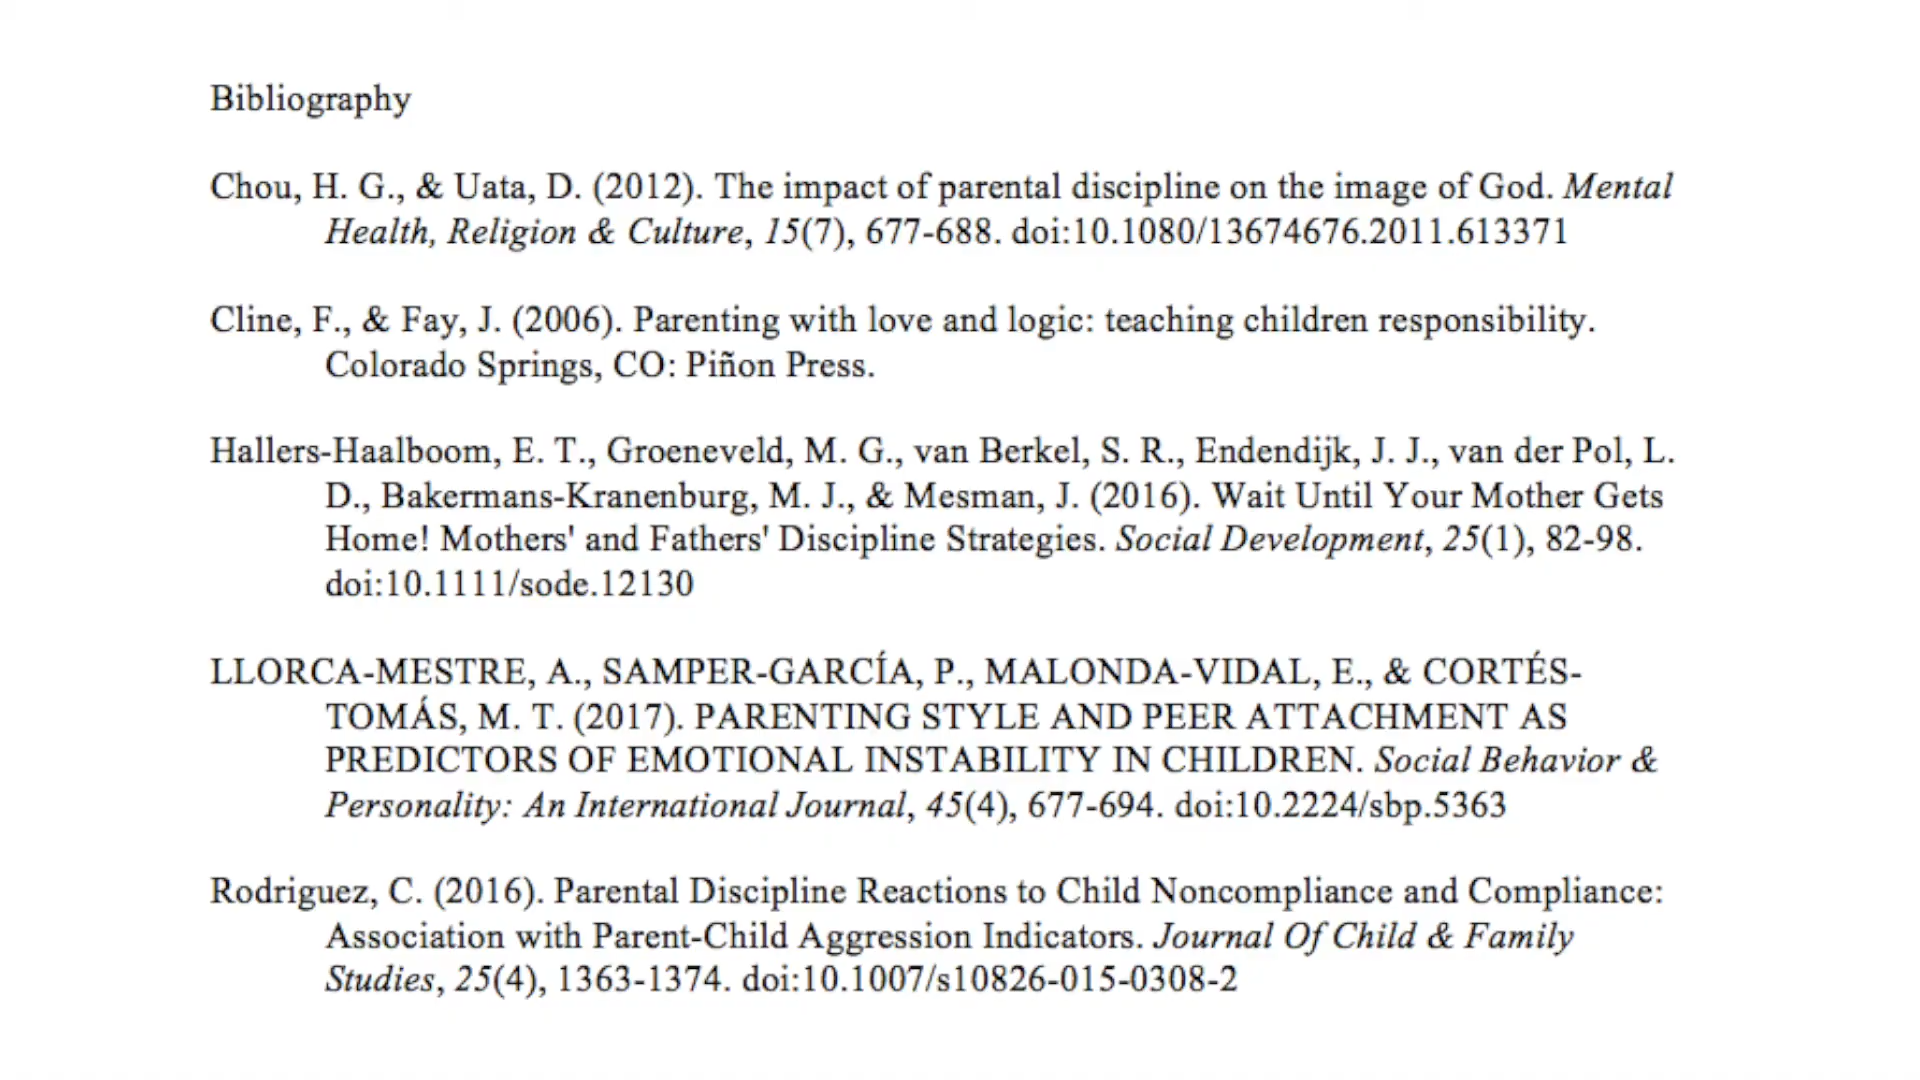 Bibliography
Chou, H. G., & Uata, D. (2012). The impact of parental discipline on the image of God. Mental
Health, Religion & Culture, 15(7), 677-688. doi:10.1080/13674676.2011.613371
Cline, F., & Fay, J. (2006). Parenting with love and logic: teaching children responsibility.
Colorado Springs, CO: Piñon Press.
Hallers-Haalboom, E. T., Groeneveld, M. G., van Berkel, S. R., Endendijk, J. J., van der Pol, L.
D., Bakermans-Kranenburg, M. J., & Mesman, J. (2016). Wait Until Your Mother Gets
Home! Mothers' and Fathers' Discipline Strategies. Social Development, 25(1), 82-98.
doi:10.1111/sode.12130
LLORCA-MESTRE, A., SAMPER-GARCÍA, P., MALONDA-VIDAL, E., & CORTÉS-
TOMÁS, M. T. (2017). PARENTING STYLE AND PEER ATTACHMENT AS
PREDICTORS OF EMOTIONAL INSTABILITY IN CHILDREN. Social Behavior &
Personality: An International Journal, 45(4), 677-694. doi:10.2224/sbp.5363
Rodriguez, C. (2016). Parental Discipline Reactions to Child Noncompliance and Compliance:
Association with Parent-Child Aggression Indicators. Journal Of Child & Family
Studies, 25(4), 1363-1374. doi:10.1007/s10826-015-0308-2